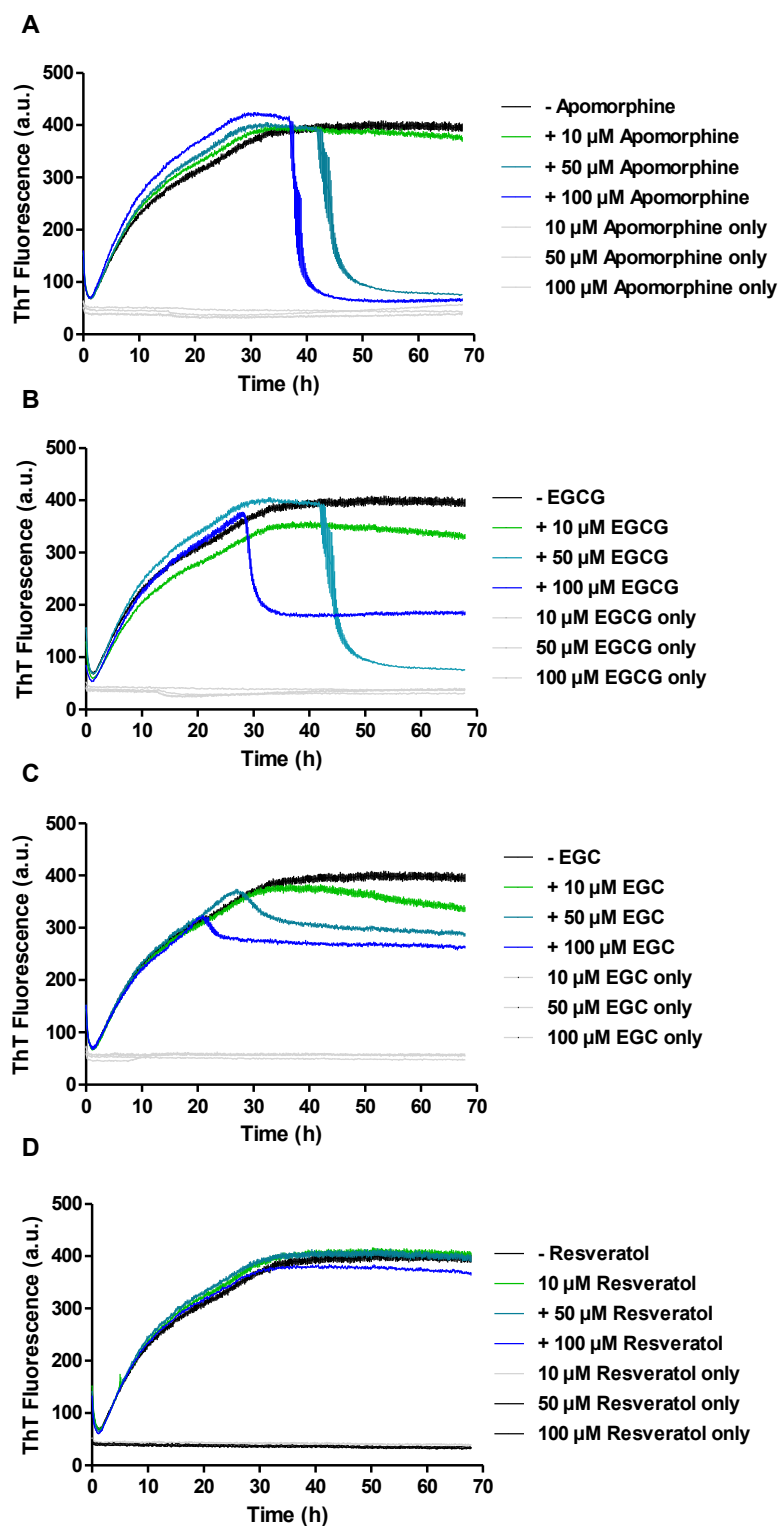 A
ThT Fluorescence (a.u.)
500
400
300
200
100
0
0 10 20 30 40 50 60 70
Time (h)
- Apomorphine
+ 10 µM Apomorphine
+ 50 µM Apomorphine
+ 100 µM Apomorphine
10 µM Apomorphine only
50 µM Apomorphine only
100 µM Apomorphine only
B
ThT Fluorescence (a.u.)
500
400
300
200
100
0
0 10 20 30 40 50 60 70
Time (h)
- EGCG
+ 10 µM EGCG
+ 50 µM EGCG
+ 100 µM EGCG
10 µM EGCG only
50 µM EGCG only
100 µM EGCG only
C
ThT Fluorescence (a.u.)
500
400
300
200
100
0
0 10 20 30 40 50 60 70
Time (h)
- EGC
+ 10 µM EGC
+ 50 µM EGC
+ 100 µM EGC
10 µM EGC only
50 µM EGC only
100 µM EGC only
D
ThT Fluorescence (a.u.)
500
400
300
200
100
0
0 10 20 30 40 50 60 70
Time (h)
- Resveratol
10 µM Resveratol
+ 50 µM Resveratol
+ 100 µM Resveratol
10 µM Resveratol only
50 µM Resveratol only
100 µM Resveratol only